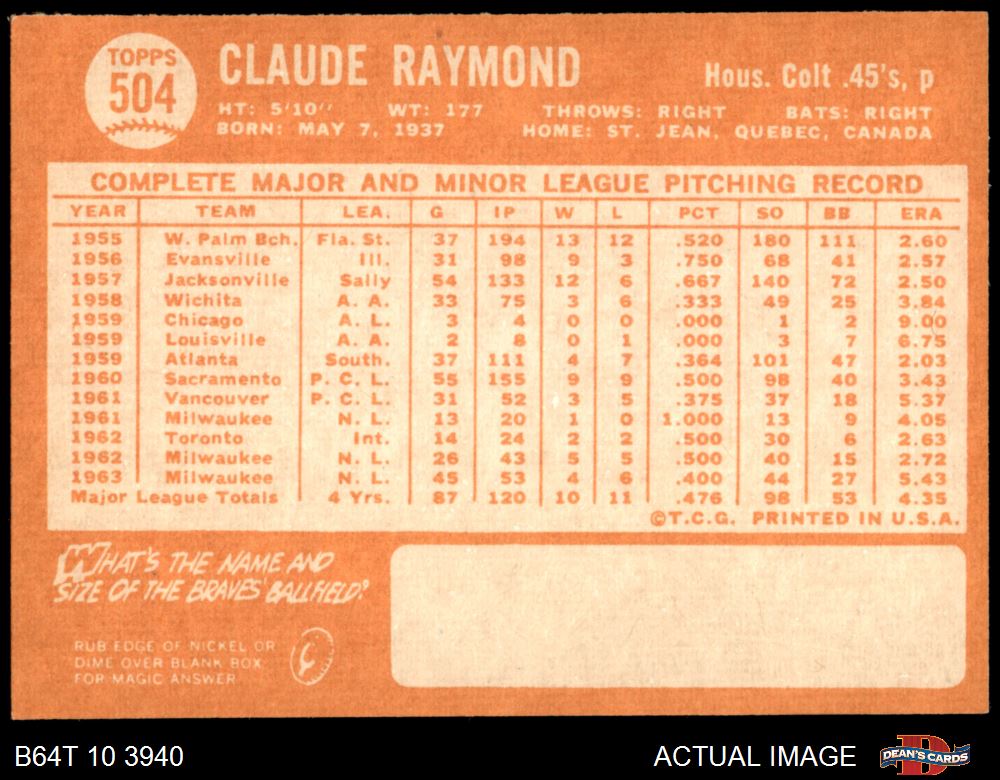 TOPPS
504
CLAUDE RAYMOND
Hous. Colt .45's, p
HT: 5'10" WT: 177 THROWS: RIGHT BATS: RIGHT
BORN: MAY 7, 1937 HOME: ST. JEAN, QUEBEC, CANADA
COMPLETE MAJOR AND MINOR LEAGUE PITCHING RECORD
YEAR TEAM LEA. G IP W L PCT SO BB ERA
1955 W. Palm Bch. Fla. St. 37 194 13 12 .520 180 111 2.60
1956 Evansville Ill. 31 98 9 3 .750 68 41 2.57
1957 Jacksonville Sally 54 133 12 6 .667 140 72 2.50
1958 Wichita A. A. 33 75 3 6 .333 49 25 3.84
1959 Chicago A. L. 3 4 0 0 .000 1 2 9.00
1959 Louisville A. A. 2 8 0 1 .000 3 7 6.75
1959 Atlanta South. 37 111 4 7 .364 101 47 2.03
1960 Sacramento P. C. L. 55 155 9 9 .500 98 40 3.43
1961 Vancouver P. C. L. 31 52 3 5 .375 37 18 5.37
1961 Milwaukee N. L. 13 20 1 0 1.000 13 9 4.05
1962 Toronto Int. 14 24 2 2 .500 30 6 2.63
1962 Milwaukee N. L. 26 43 5 5 .500 40 15 2.72
1963 Milwaukee N. L. 45 53 4 6 .400 44 27 5.43
Major League Totals 4 Yrs. 87 120 10 11 .476 98 53 4.35
©T.C.G. PRINTED IN U.S.A.
WHAT'S THE NAME AND
SIZE OF THE BRAVES' BALLFIELD?
RUB EDGE OF NICKEL OR
DIME OVER BLANK BOX
FOR MAGIC ANSWER
B64T 10 3940
ACTUAL IMAGE
D
DEAN'S CARDS